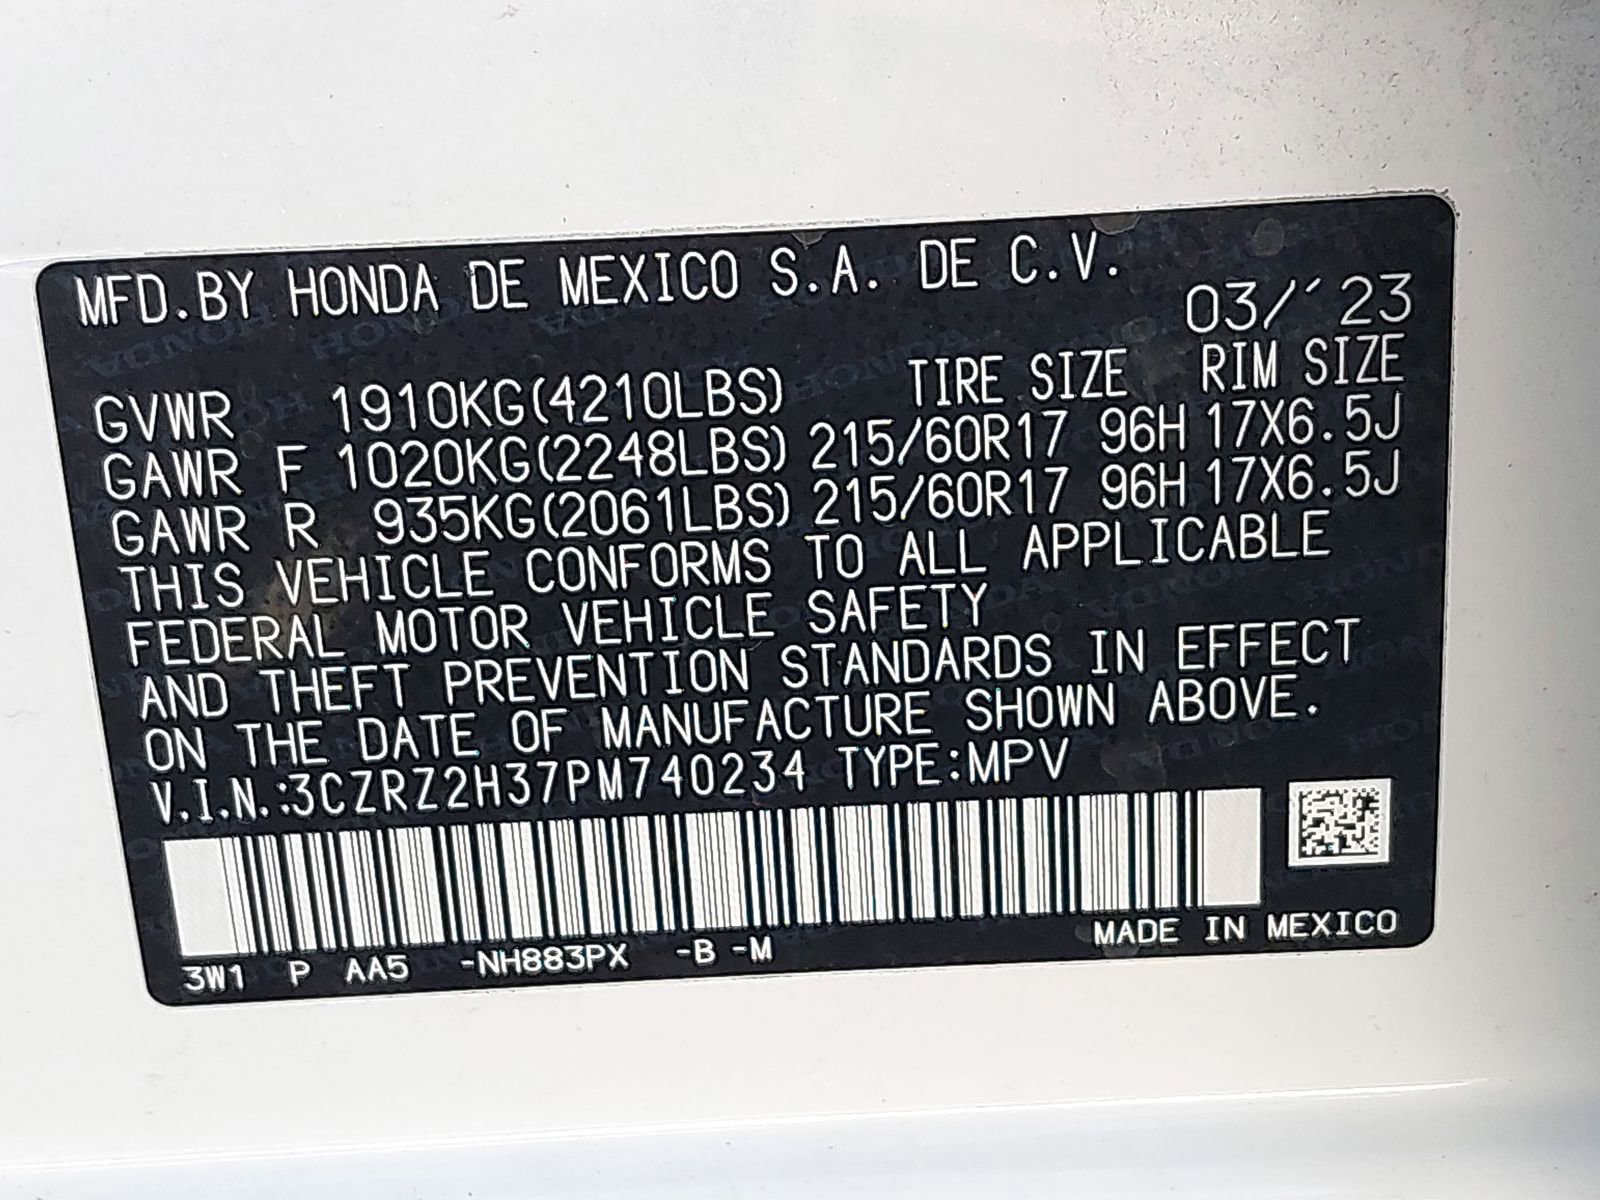 MFD.BY HONDA DE MEXICO S.A. DE C.V.
03/´23
TIRE SIZE RIM SIZE
GVWR 1910KG(4210LBS)
GAWR F 1020KG(2248LBS) 215/60R17 96H 17X6.5J
GAWR R 935KG(2061LBS) 215/60R17 96H 17X6.5J
THIS VEHICLE CONFORMS TO ALL APPLICABLE
FEDERAL MOTOR VEHICLE SAFETY
AND THEFT PREVENTION STANDARDS IN EFFECT
ON THE DATE OF MANUFACTURE SHOWN ABOVE.
V.I.N.:3CZRZ2H37PM740234 TYPE:MPV
3W1 P AA5 -NH883PX -B -M MADE IN MEXICO